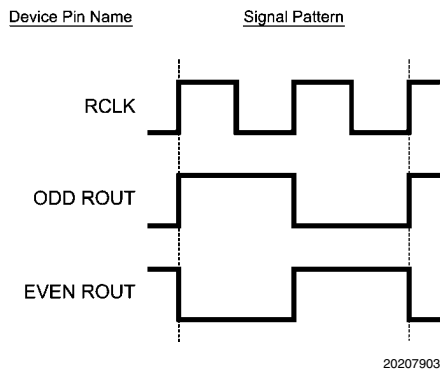 Device Pin Name Signal Pattern
RCLK
ODD ROUT
EVEN ROUT
20207903